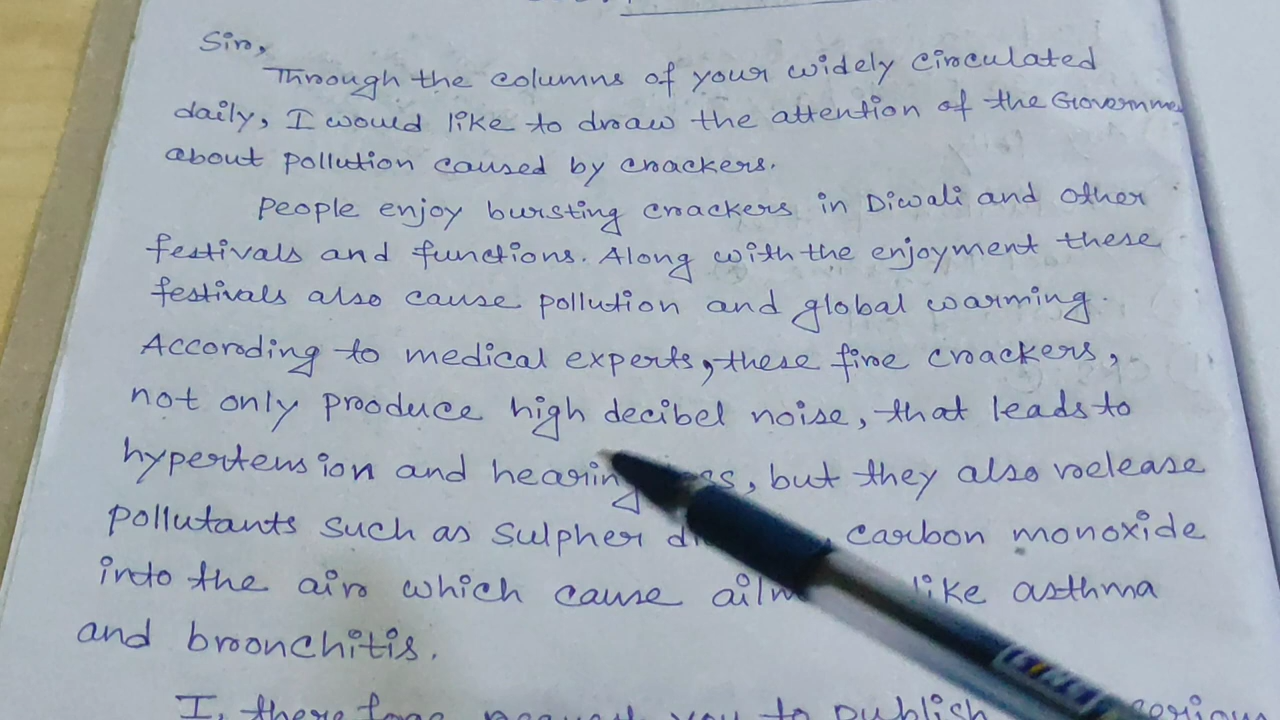 Sir,
Through the columns of your widely circulated
daily, I would like to draw the attention of the Governme
about pollution caused by crackers.
People enjoy bursting crackers in Diwali and other
festivals and functions. Along with the enjoyment these
festivals also cause pollution and global warming.
According to medical experts, these fire crackers,
not only produce high decibel noise, that leads to
hypertension and hearing, but they also release
pollutants such as sulpher carbon monoxide
into the air which cause like asthma
and bronchitis.
I, therefore request you to publish